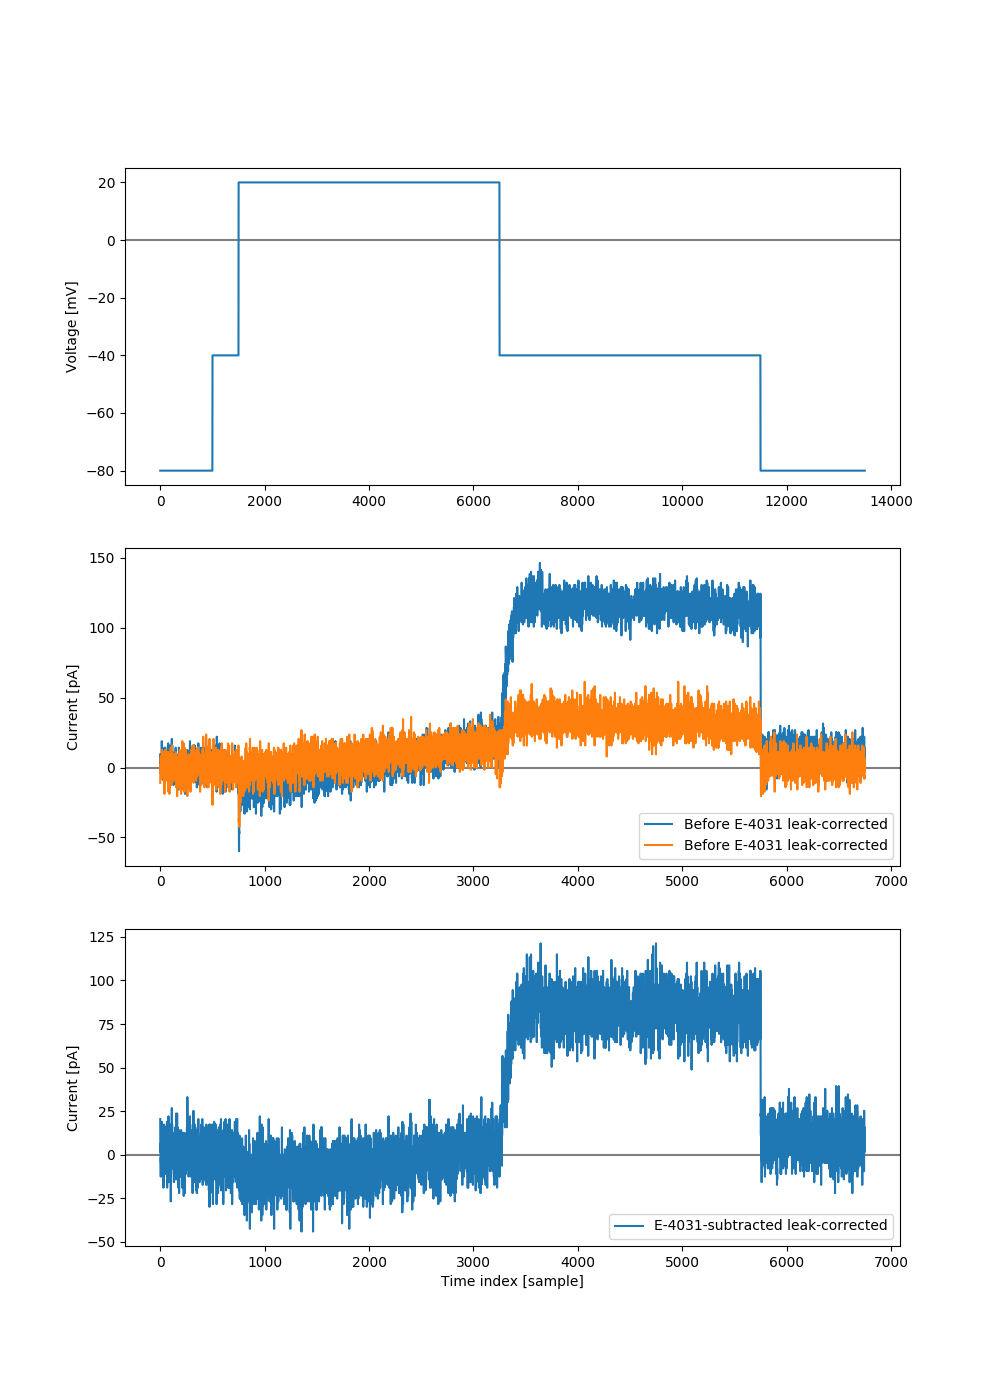 20
0
−20
−40
−60
−80
Voltage [mV]
0 2000 4000 6000 8000 10000 12000 14000
150
100
50
0
−50
Current [pA]
Before E-4031 leak-corrected
Before E-4031 leak-corrected
0 1000 2000 3000 4000 5000 6000 7000
125
100
75
50
25
0
−25
−50
Current [pA]
E-4031-subtracted leak-corrected
0 1000 2000 3000 4000 5000 6000 7000
Time index [sample]